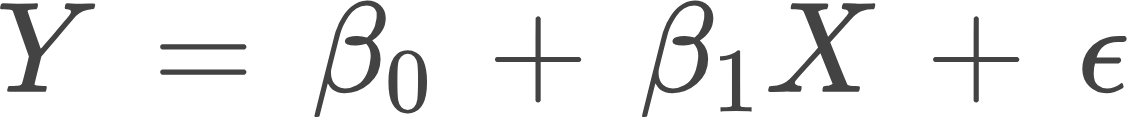 Y = β₀ + β₁X + ϵ